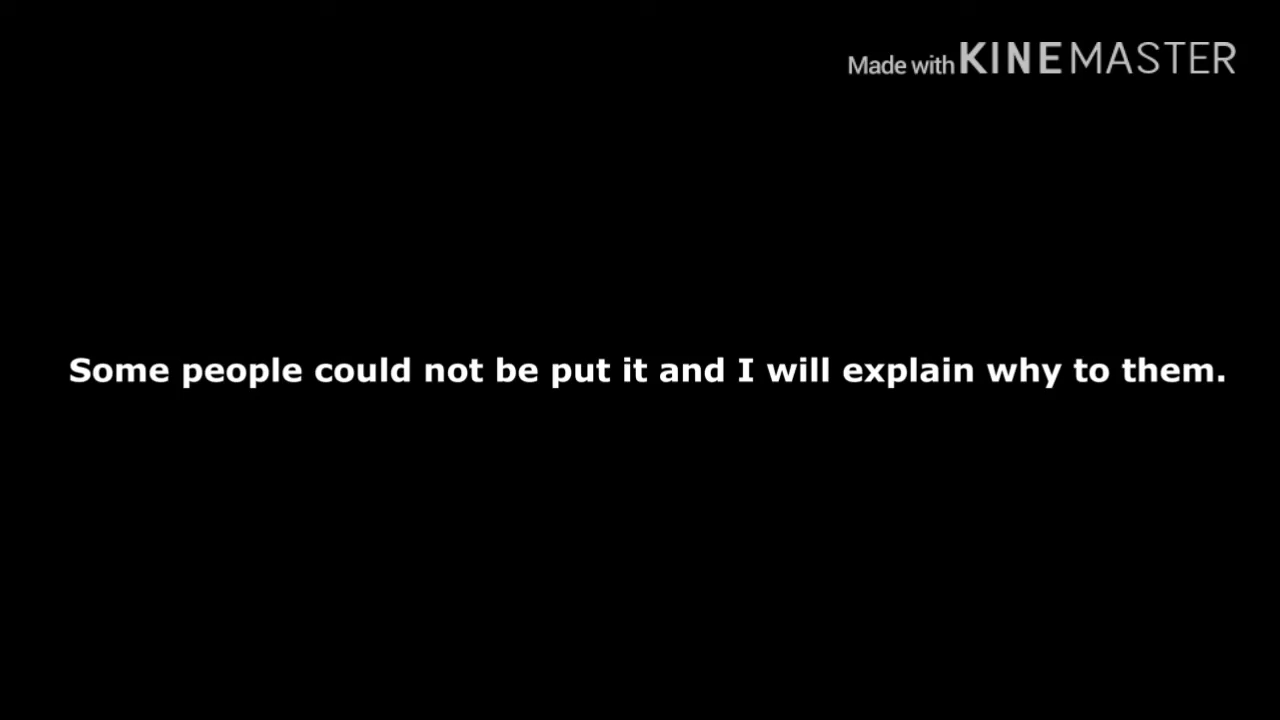 Made with KINEMASTER
Some people could not be put it and I will explain why to them.